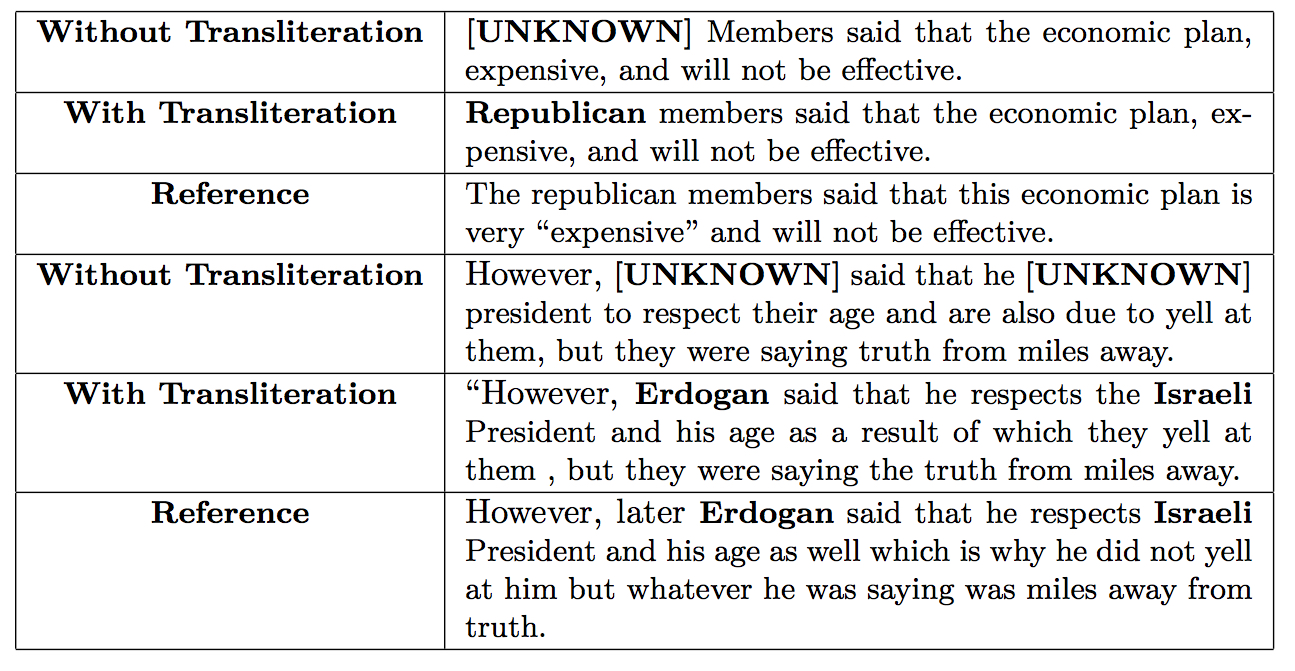 Without Transliteration
[UNKNOWN] Members said that the economic plan,
expensive, and will not be effective.
With Transliteration
Republican members said that the economic plan, ex-
pensive, and will not be effective.
Reference
The republican members said that this economic plan is
very “expensive” and will not be effective.
Without Transliteration
However, [UNKNOWN] said that he [UNKNOWN]
president to respect their age and are also due to yell at
them, but they were saying truth from miles away.
With Transliteration
“However, Erdogan said that he respects the Israeli
President and his age as a result of which they yell at
them , but they were saying the truth from miles away.
Reference
However, later Erdogan said that he respects Israeli
President and his age as well which is why he did not yell
at him but whatever he was saying was miles away from
truth.